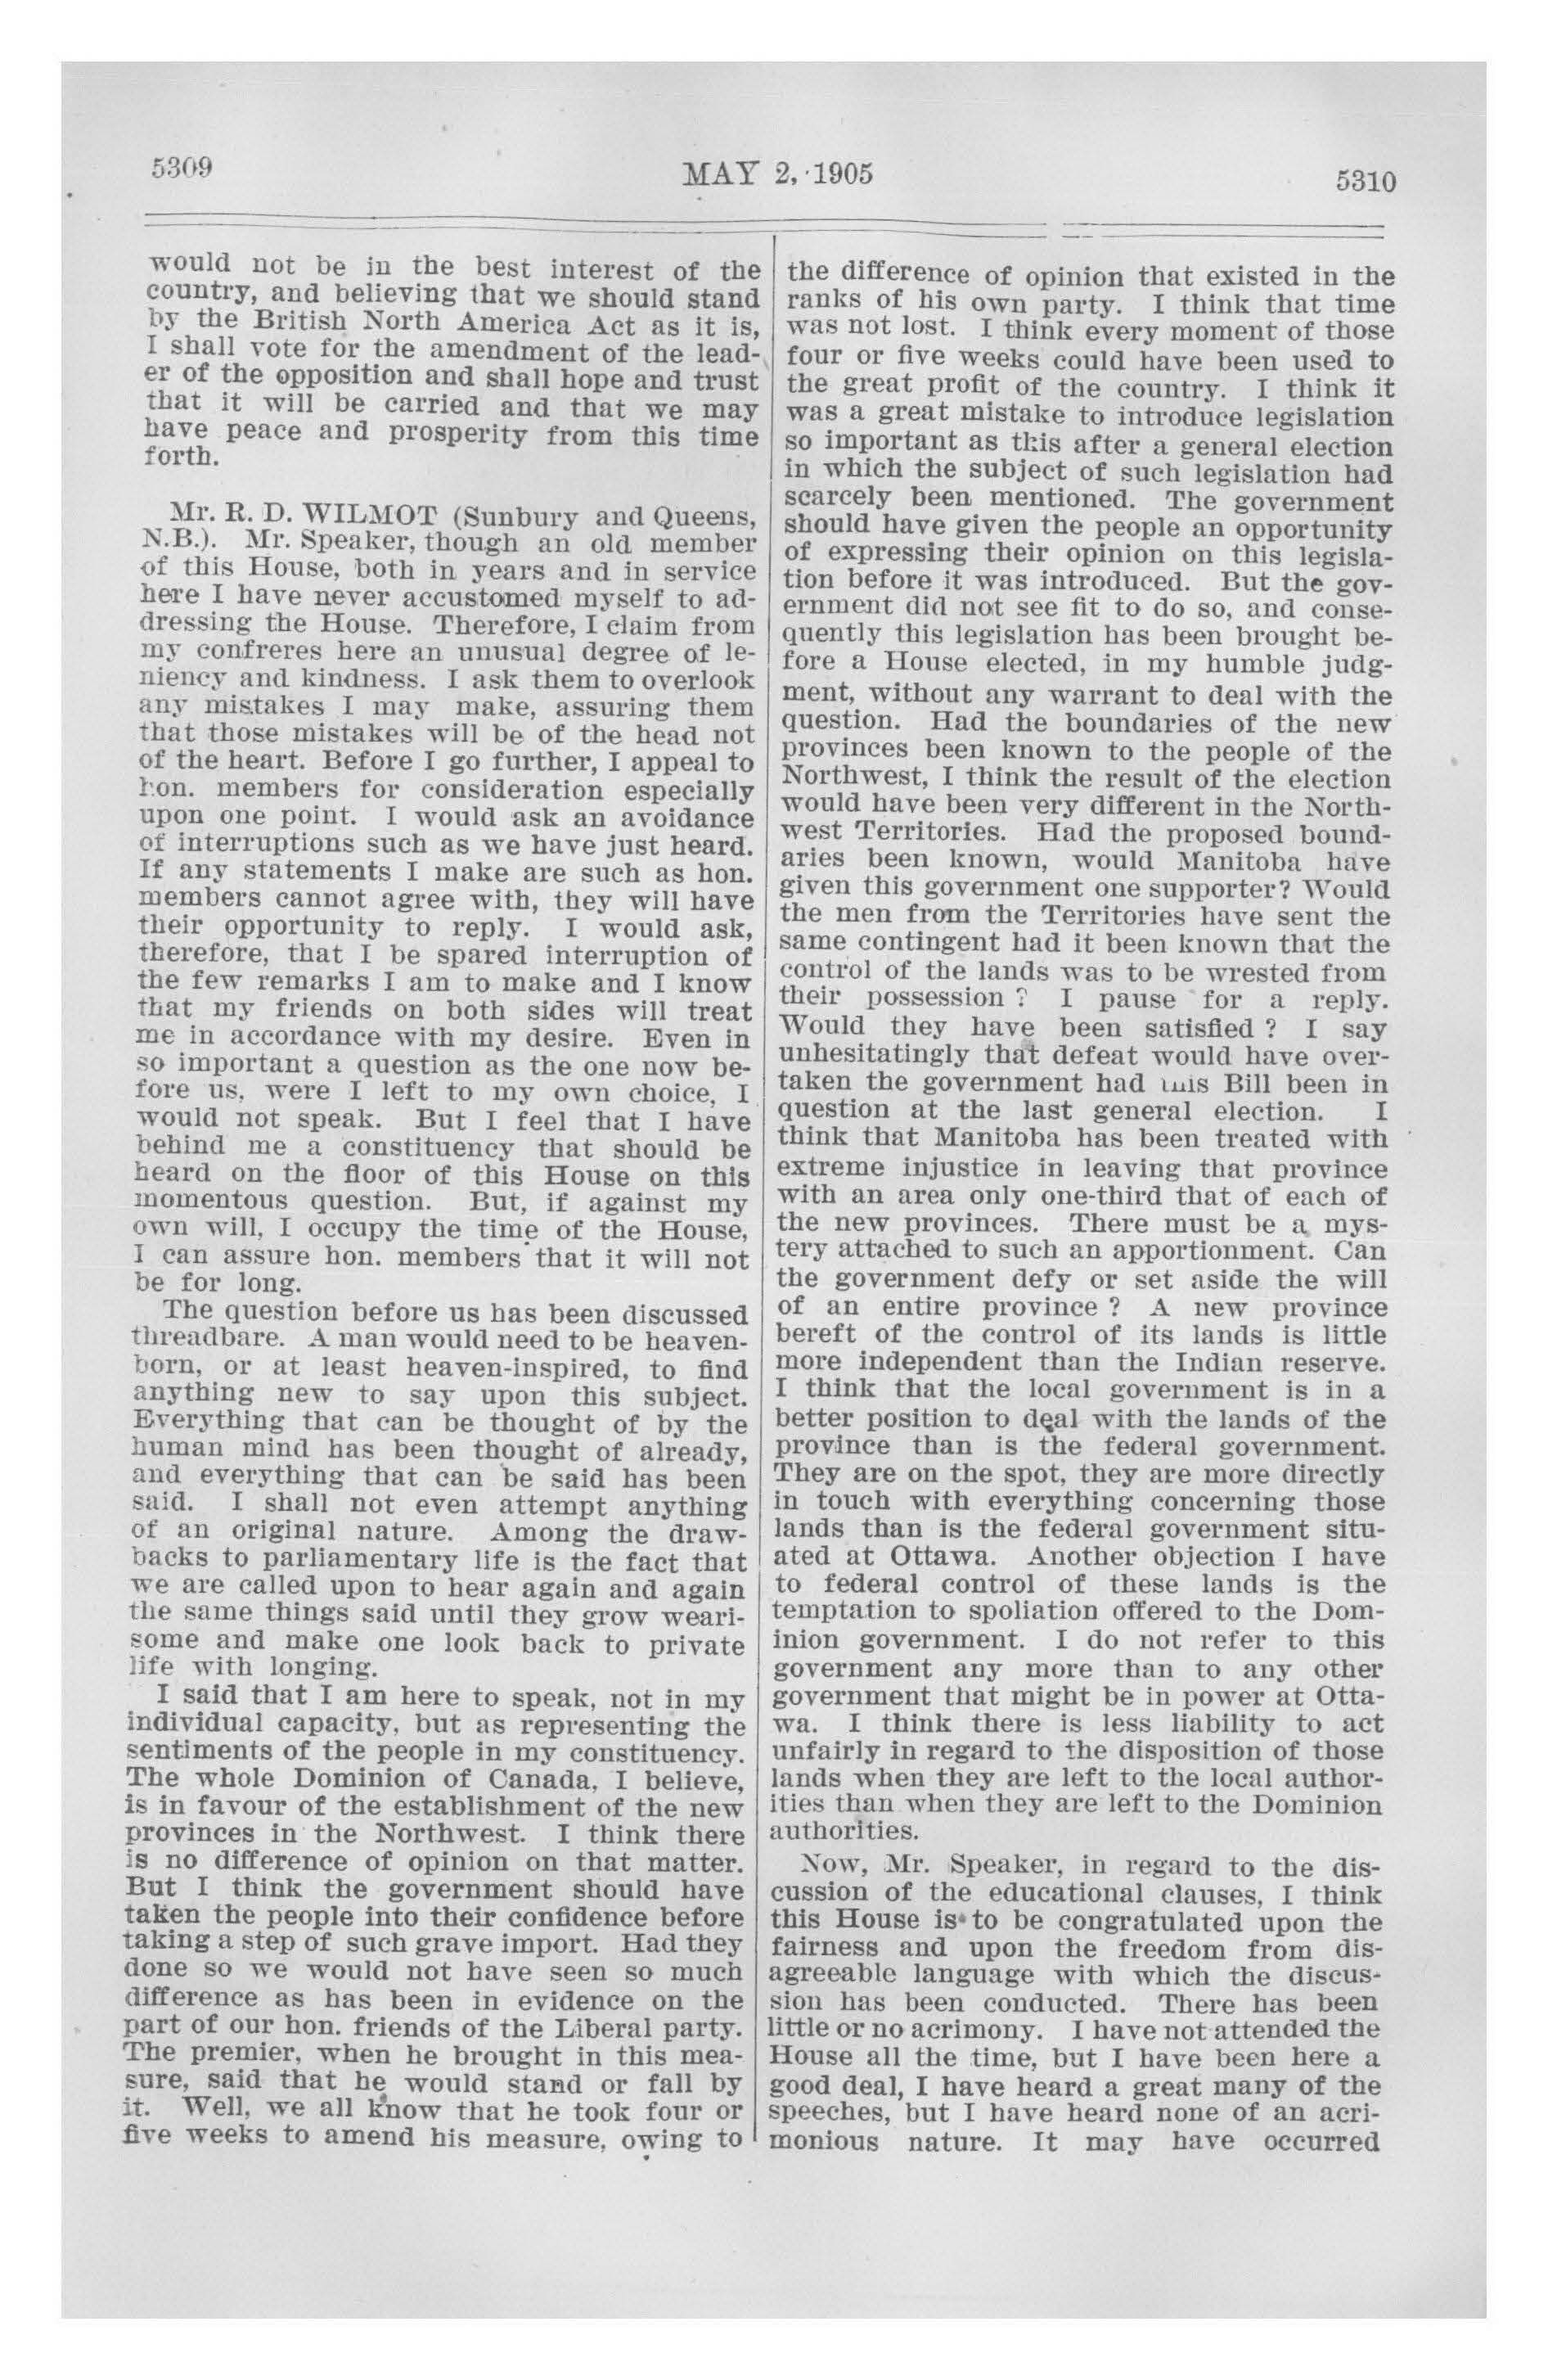 5309
MAY 2, 1905
5310
would not be in the best interest of the
country, and believing that we should stand
by the British North America Act as it is,
I shall vote for the amendment of the lead-
er of the opposition and shall hope and trust
that it will be carried and that we may
have peace and prosperity from this time
forth.
Mr. R. D. WILMOT (Sunbury and Queens,
N.B.). Mr. Speaker, though an old member
of this House, both in years and in service
here I have never accustomed myself to ad-
dressing the House. Therefore, I claim from
my confreres here an unusual degree of le-
niency and kindness. I ask them to overlook
any mistakes I may make, assuring them
that those mistakes will be of the head not
of the heart. Before I go further, I appeal to
hon. members for consideration especially
upon one point. I would ask an avoidance
of interruptions such as we have just heard.
If any statements I make are such as hon.
members cannot agree with, they will have
their opportunity to reply. I would ask,
therefore, that I be spared interruption of
the few remarks I am to make and I know
that my friends on both sides will treat
me in accordance with my desire. Even in
so important a question as the one now be-
fore us, were I left to my own choice, I
would not speak. But I feel that I have
behind me a constituency that should be
heard on the floor of this House on this
momentous question. But, if against my
own will, I occupy the time of the House,
I can assure hon. members that it will not
be for long.
The question before us has been discussed
threadbare. A man would need to be heaven-
born, or at least heaven-inspired, to find
anything new to say upon this subject.
Everything that can be thought of by the
human mind has been thought of already,
and everything that can be said has been
said. I shall not even attempt anything
of an original nature. Among the draw-
backs to parliamentary life is the fact that
we are called upon to hear again and again
the same things said until they grow weari-
some and make one look back to private
life with longing.
I said that I am here to speak, not in my
individual capacity, but as representing the
sentiments of the people in my constituency.
The whole Dominion of Canada, I believe,
is in favour of the establishment of the new
provinces in the Northwest. I think there
is no difference of opinion on that matter.
But I think the government should have
taken the people into their confidence before
taking a step of such grave import. Had they
done so we would not have seen so much
difference as has been in evidence on the
part of our hon. friends of the Liberal party.
The premier, when he brought in this mea-
sure, said that he would stand or fall by
it. Well, we all know that he took four or
five weeks to amend his measure, owing to
the difference of opinion that existed in the
ranks of his own party. I think that time
was not lost. I think every moment of those
four or five weeks could have been used to
the great profit of the country. I think it
was a great mistake to introduce legislation
so important as this after a general election
in which the subject of such legislation had
scarcely been mentioned. The government
should have given the people an opportunity
of expressing their opinion on this legisla-
tion before it was introduced. But the gov-
ernment did not see fit to do so, and conse-
quently this legislation has been brought be-
fore a House elected, in my humble judg-
ment, without any warrant to deal with the
question. Had the boundaries of the new
provinces been known to the people of the
Northwest, I think the result of the election
would have been very different in the North-
west Territories. Had the proposed bound-
aries been known, would Manitoba have
given this government one supporter? Would
the men from the Territories have sent the
same contingent had it been known that the
control of the lands was to be wrested from
their possession ? I pause for a reply.
Would they have been satisfied ? I say
unhesitatingly that defeat would have over-
taken the government had this Bill been in
question at the last general election. I
think that Manitoba has been treated with
extreme injustice in leaving that province
with an area only one-third that of each of
the new provinces. There must be a mys-
tery attached to such an apportionment. Can
the government defy or set aside the will
of an entire province ? A new province
bereft of the control of its lands is little
more independent than the Indian reserve.
I think that the local government is in a
better position to deal with the lands of the
province than is the federal government.
They are on the spot, they are more directly
in touch with everything concerning those
lands than is the federal government situ-
ated at Ottawa. Another objection I have
to federal control of these lands is the
temptation to spoliation offered to the Dom-
inion government. I do not refer to this
government any more than to any other
government that might be in power at Otta-
wa. I think there is less liability to act
unfairly in regard to the disposition of those
lands when they are left to the local author-
ities than when they are left to the Dominion
authorities.
Now, Mr. Speaker, in regard to the dis-
cussion of the educational clauses, I think
this House is to be congratulated upon the
fairness and upon the freedom from dis-
agreeable language with which the discus-
sion has been conducted. There has been
little or no acrimony. I have not attended the
House all the time, but I have been here a
good deal, I have heard a great many of the
speeches, but I have heard none of an acri-
monious nature. It may have occurred